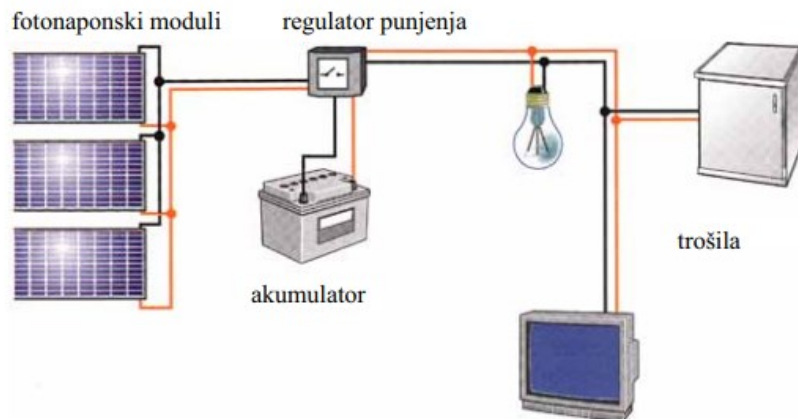 fotonaponski moduli
regulator punjenja
akumulator
trošila